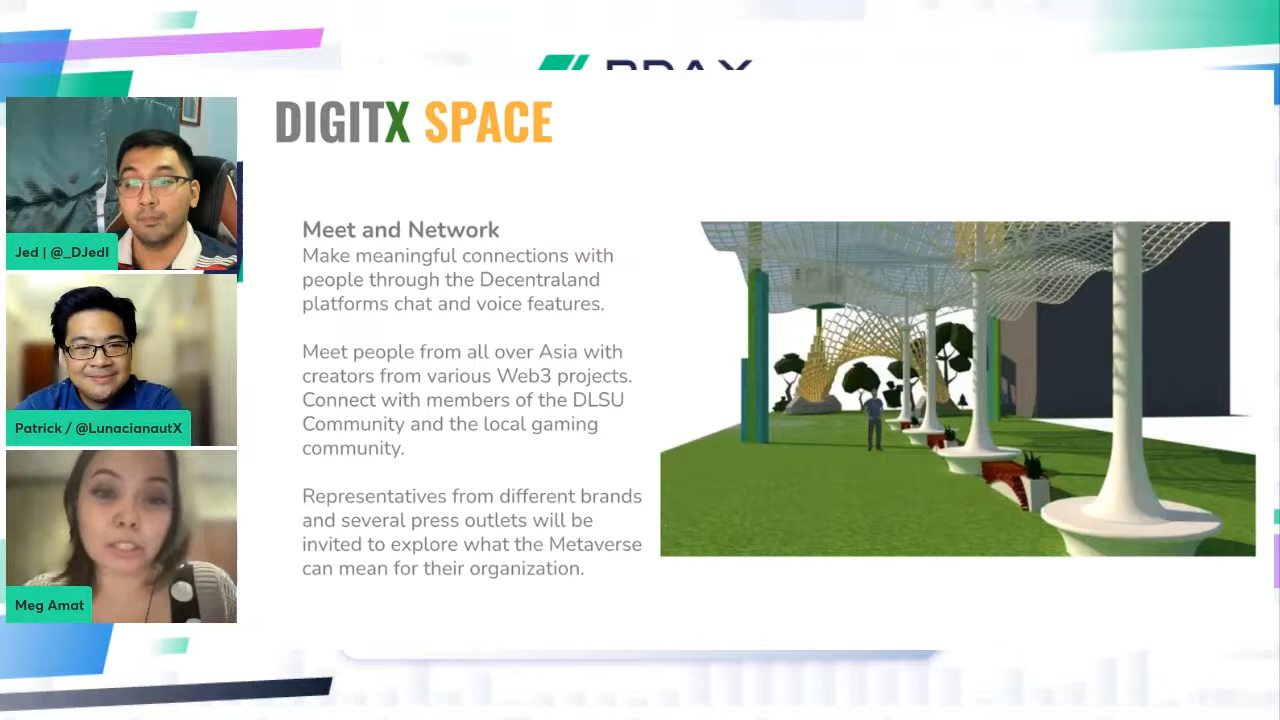 PDAX
DIGITX SPACE
Jed | @_DJedI
Patrick / @LunacianautX
Meg Amat
Meet and Network
Make meaningful connections with
people through the Decentraland
platforms chat and voice features.
Meet people from all over Asia with
creators from various Web3 projects.
Connect with members of the DLSU
Community and the local gaming
community.
Representatives from different brands
and several press outlets will be
invited to explore what the Metaverse
can mean for their organization.